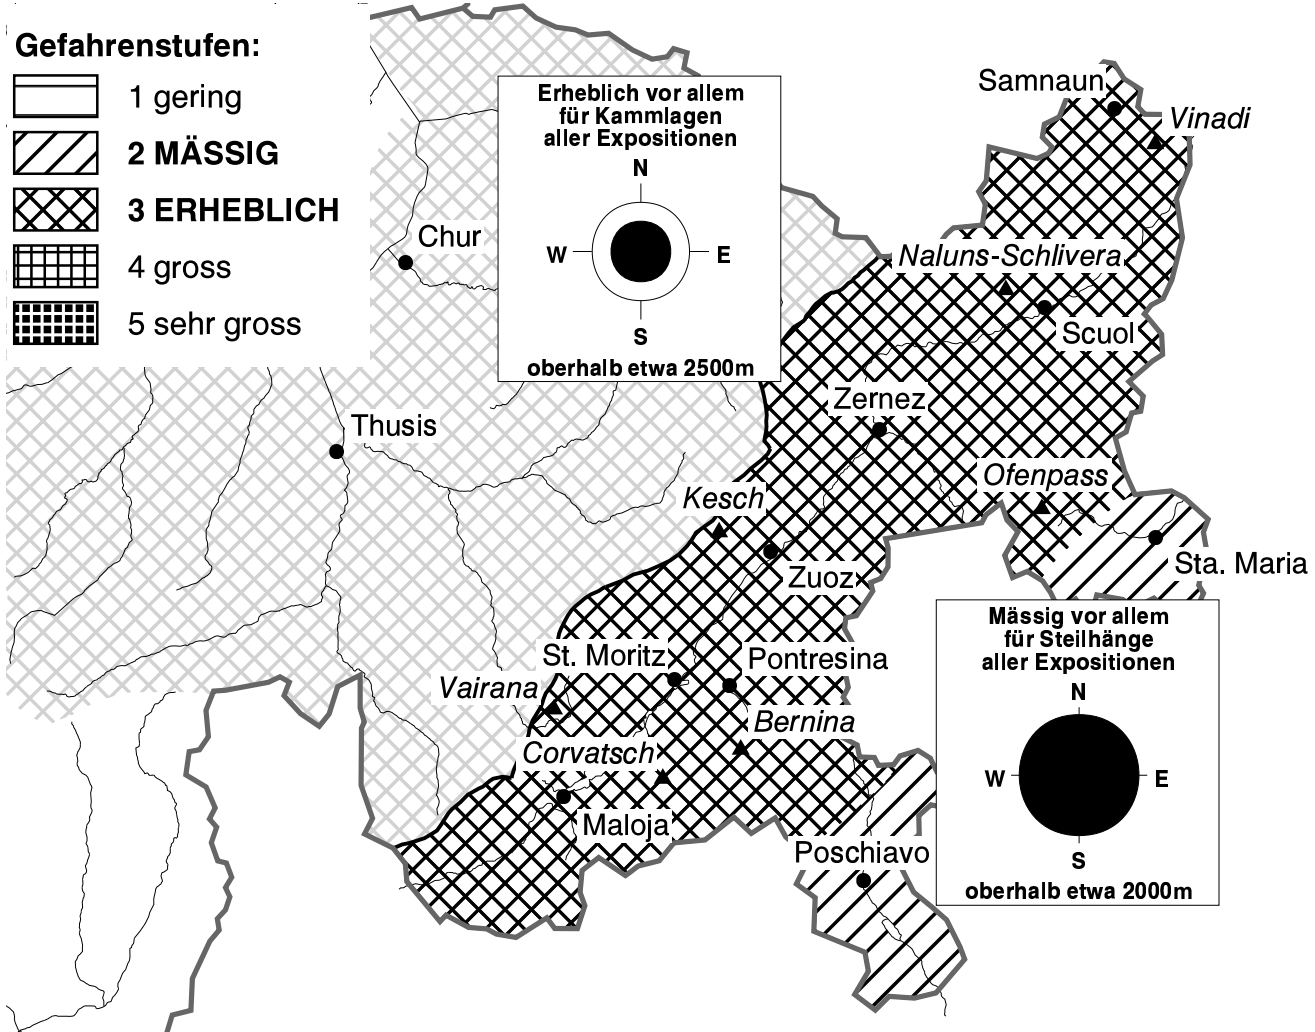 Gefahrenstufen:
1 gering
2 MÄSSIG
3 ERHEBLICH
4 gross
5 sehr gross
Erheblich vor allem
für Kammlagen
aller Expositionen
N
W
E
S
oberhalb etwa 2500m
Samnaun
Vinadi
Chur
Naluns-Schlivera
Scuol
Zernez
Thusis
Ofenpass
Kesch
Sta. Maria
Zuoz
St. Moritz
Pontresina
Vairana
Bernina
Corvatsch
Maloja
Poschiavo
Mässig vor allem
für Steilhänge
aller Expositionen
N
W
E
S
oberhalb etwa 2000m